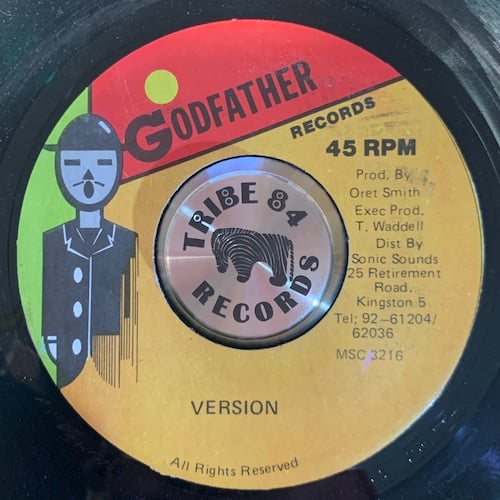 GODFATHER
RECORDS
45 RPM
Prod. By
Oret Smith
Exec Prod.
T. Waddell
Dist By
Sonic Sounds
25 Retirement
Road.
Kingston 5
Tel; 92-61204/
62036
MSC 3216
TRIBE 84
RECORDS
VERSION
All Rights Reserved